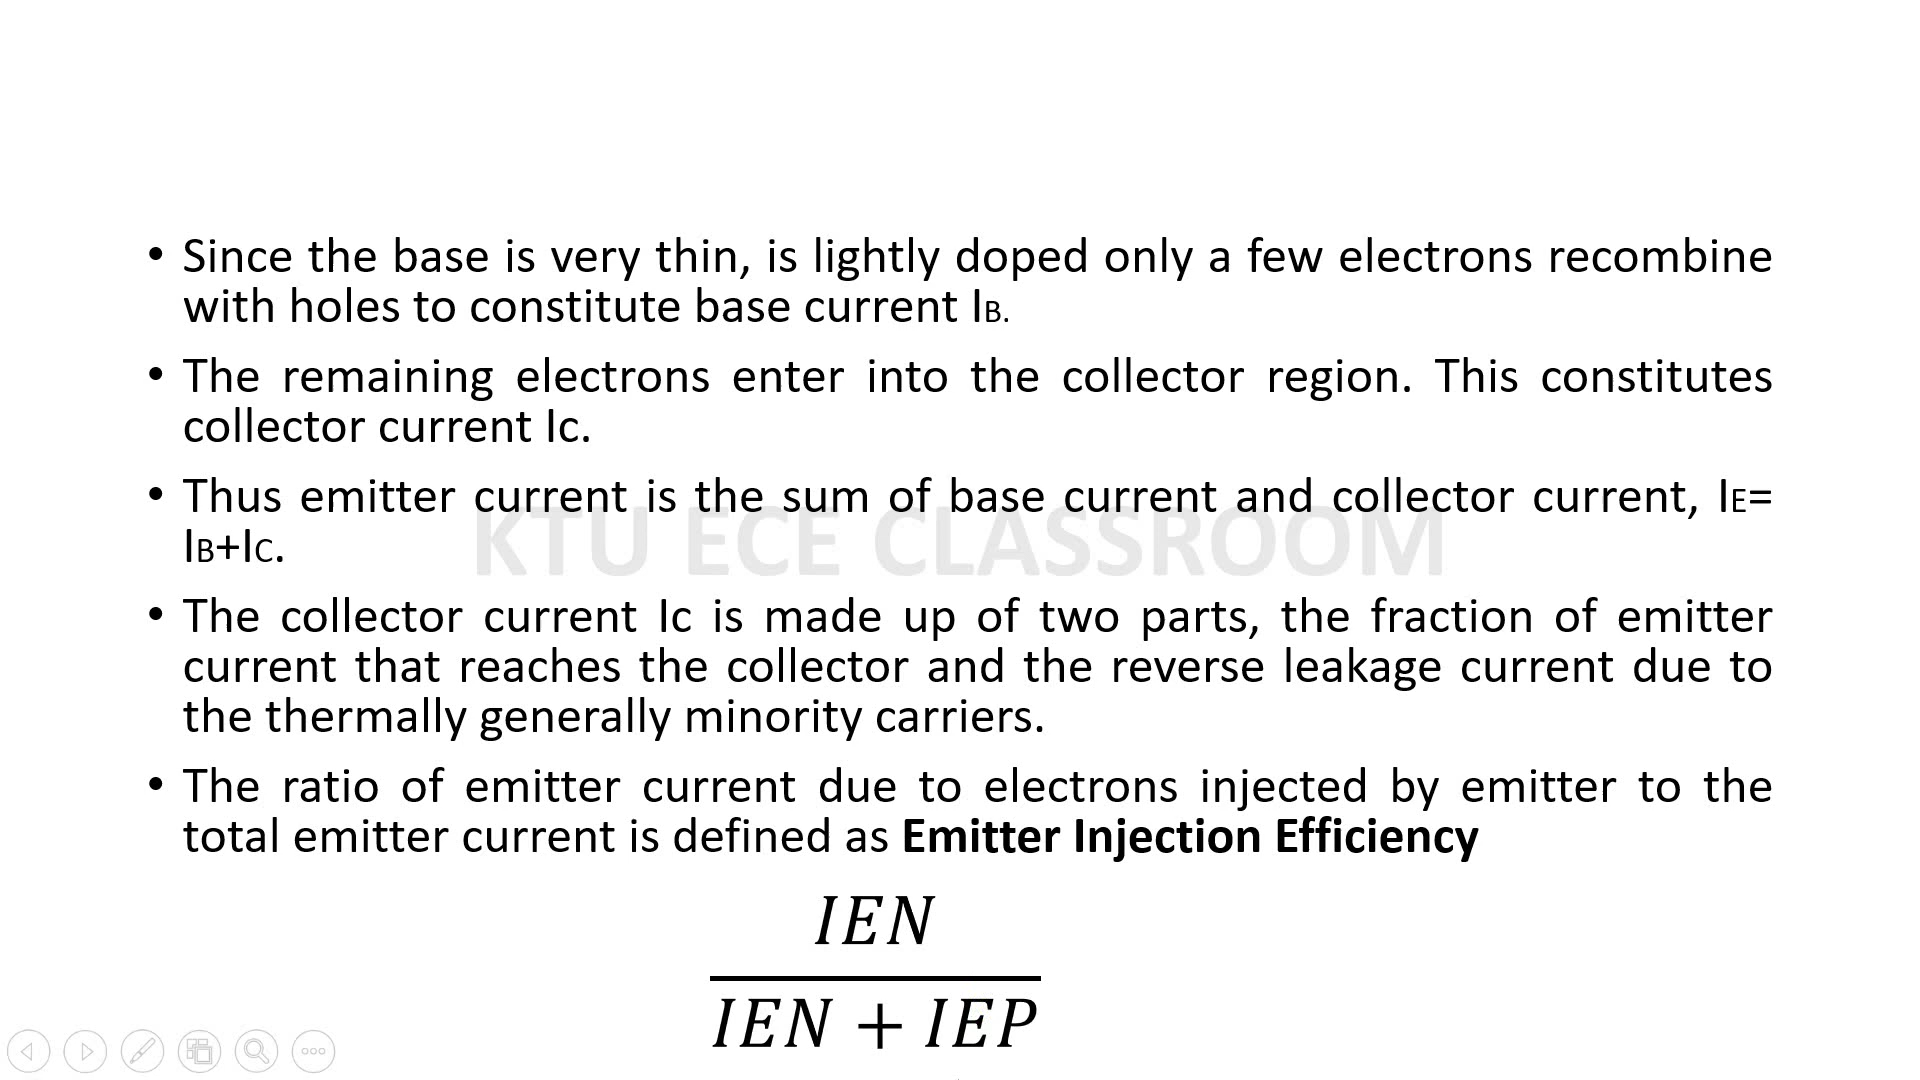 • Since the base is very thin, is lightly doped only a few electrons recombine
with holes to constitute base current IB.
• The remaining electrons enter into the collector region. This constitutes
collector current Ic.
• Thus emitter current is the sum of base current and collector current, IE=
IB+IC.
KTU ECE CLASSROOM
• The collector current Ic is made up of two parts, the fraction of emitter
current that reaches the collector and the reverse leakage current due to
the thermally generally minority carriers.
• The ratio of emitter current due to electrons injected by emitter to the
total emitter current is defined as Emitter Injection Efficiency
IEN
IEN + IEP